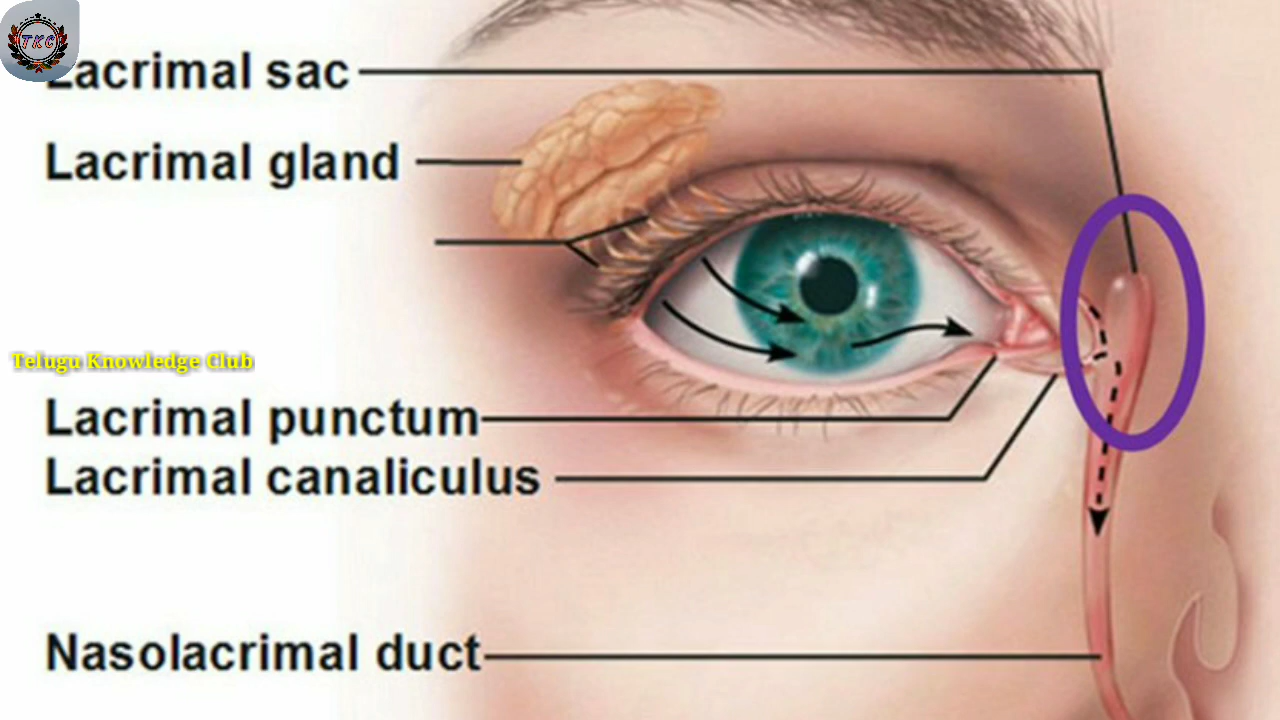 TKC
Lacrimal sac
Lacrimal gland
Telugu Knowledge Club
Lacrimal punctum
Lacrimal canaliculus
Nasolacrimal duct